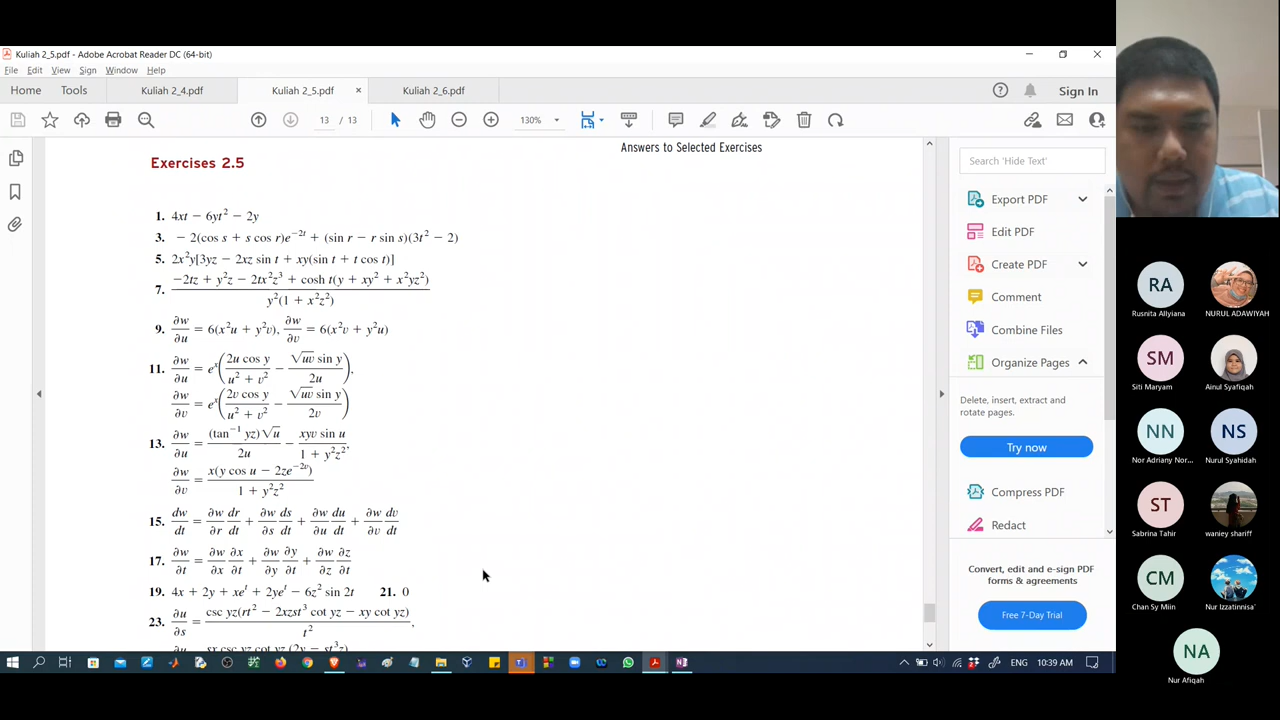 Kuliah 2_5.pdf - Adobe Acrobat Reader DC (64-bit)
File Edit View Sign Window Help
Home Tools Kuliah 2_4.pdf Kuliah 2_5.pdf × Kuliah 2_6.pdf Sign In
13 / 13 130%
Answers to Selected Exercises
Exercises 2.5
1. 4xt − 6yt² − 2y
3. − 2(cos s + s cos r)e⁻²ᵗ + (sin r − r sin s)(3t² − 2)
5. 2x²y[3yz − 2xz sin t + xy(sin t + t cos t)]
7. (−2tz + y²z − 2tx²z³ + cosh t(y + xy² + x²yz²)) / (y²(1 + x²z²))
9. ∂w/∂u = 6(x²u + y²v), ∂w/∂v = 6(x²v + y²u)
11. ∂w/∂u = eˣ(2u cos y / (u² + v²) − √uv sin y / 2u),
∂w/∂v = eˣ(2v cos y / (u² + v²) − √uv sin y / 2v)
13. ∂w/∂u = (tan⁻¹ yz)√u / 2u − xyv sin u / (1 + y²z²),
∂w/∂v = x(y cos u − 2ze⁻²ᵛ) / (1 + y²z²)
15. dw/dt = ∂w/∂r dr/dt + ∂w/∂s ds/dt + ∂w/∂u du/dt + ∂w/∂v dv/dt
17. ∂w/∂t = ∂w/∂x ∂x/∂t + ∂w/∂y ∂y/∂t + ∂w/∂z ∂z/∂t
19. 4x + 2y + xeᵗ + 2yeᵗ − 6z² sin 2t 21. 0
23. ∂u/∂s = csc yz(rt² − 2xzst³ cot yz − xy cot yz) / t²,
Search 'Hide Text'
Export PDF
Edit PDF
Create PDF
Comment
Combine Files
Organize Pages
Delete, insert, extract and
rotate pages.
Try now
Compress PDF
Redact
Convert, edit and e-sign PDF
forms & agreements
Free 7-Day Trial
ENG 10:39 AM
RA
Rusnita Allyiana NURUL ADAWIYAH
SM
Siti Maryam Ainul Syafiqah
NN NS
Nor Adriany Nor... Nurul Syahidah
ST
Sabrina Tahir waniey shariff
CM
Chan Sy Miin Nur Izzatinnisa'
NA
Nur Afiqah